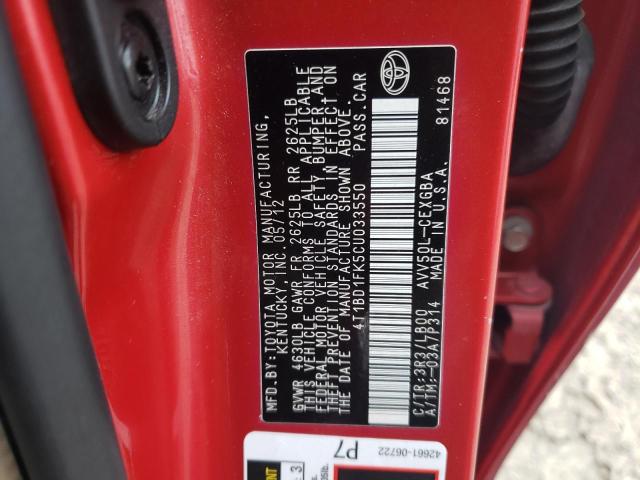 MFD.BY:TOYOTA MOTOR MANUFACTURING,
KENTUCKY, INC. 05/12
GVWR 4630LB GAWR FR 2625LB RR 2625LB
THIS VEHICLE CONFORMS TO ALL APPLICABLE
FEDERAL MOTOR VEHICLE SAFETY, BUMPER, AND
THEFT PREVENTION STANDARDS IN EFFECT ON
THE DATE OF MANUFACTURE SHOWN ABOVE.
4T1BD1FK5CU033550 PASS. CAR
C/TR:3R3/LB00 AVV50L-CEXGBA
A/TM:-03A/P314 MADE IN U.S.A. 81468
P7
42661-06722
3